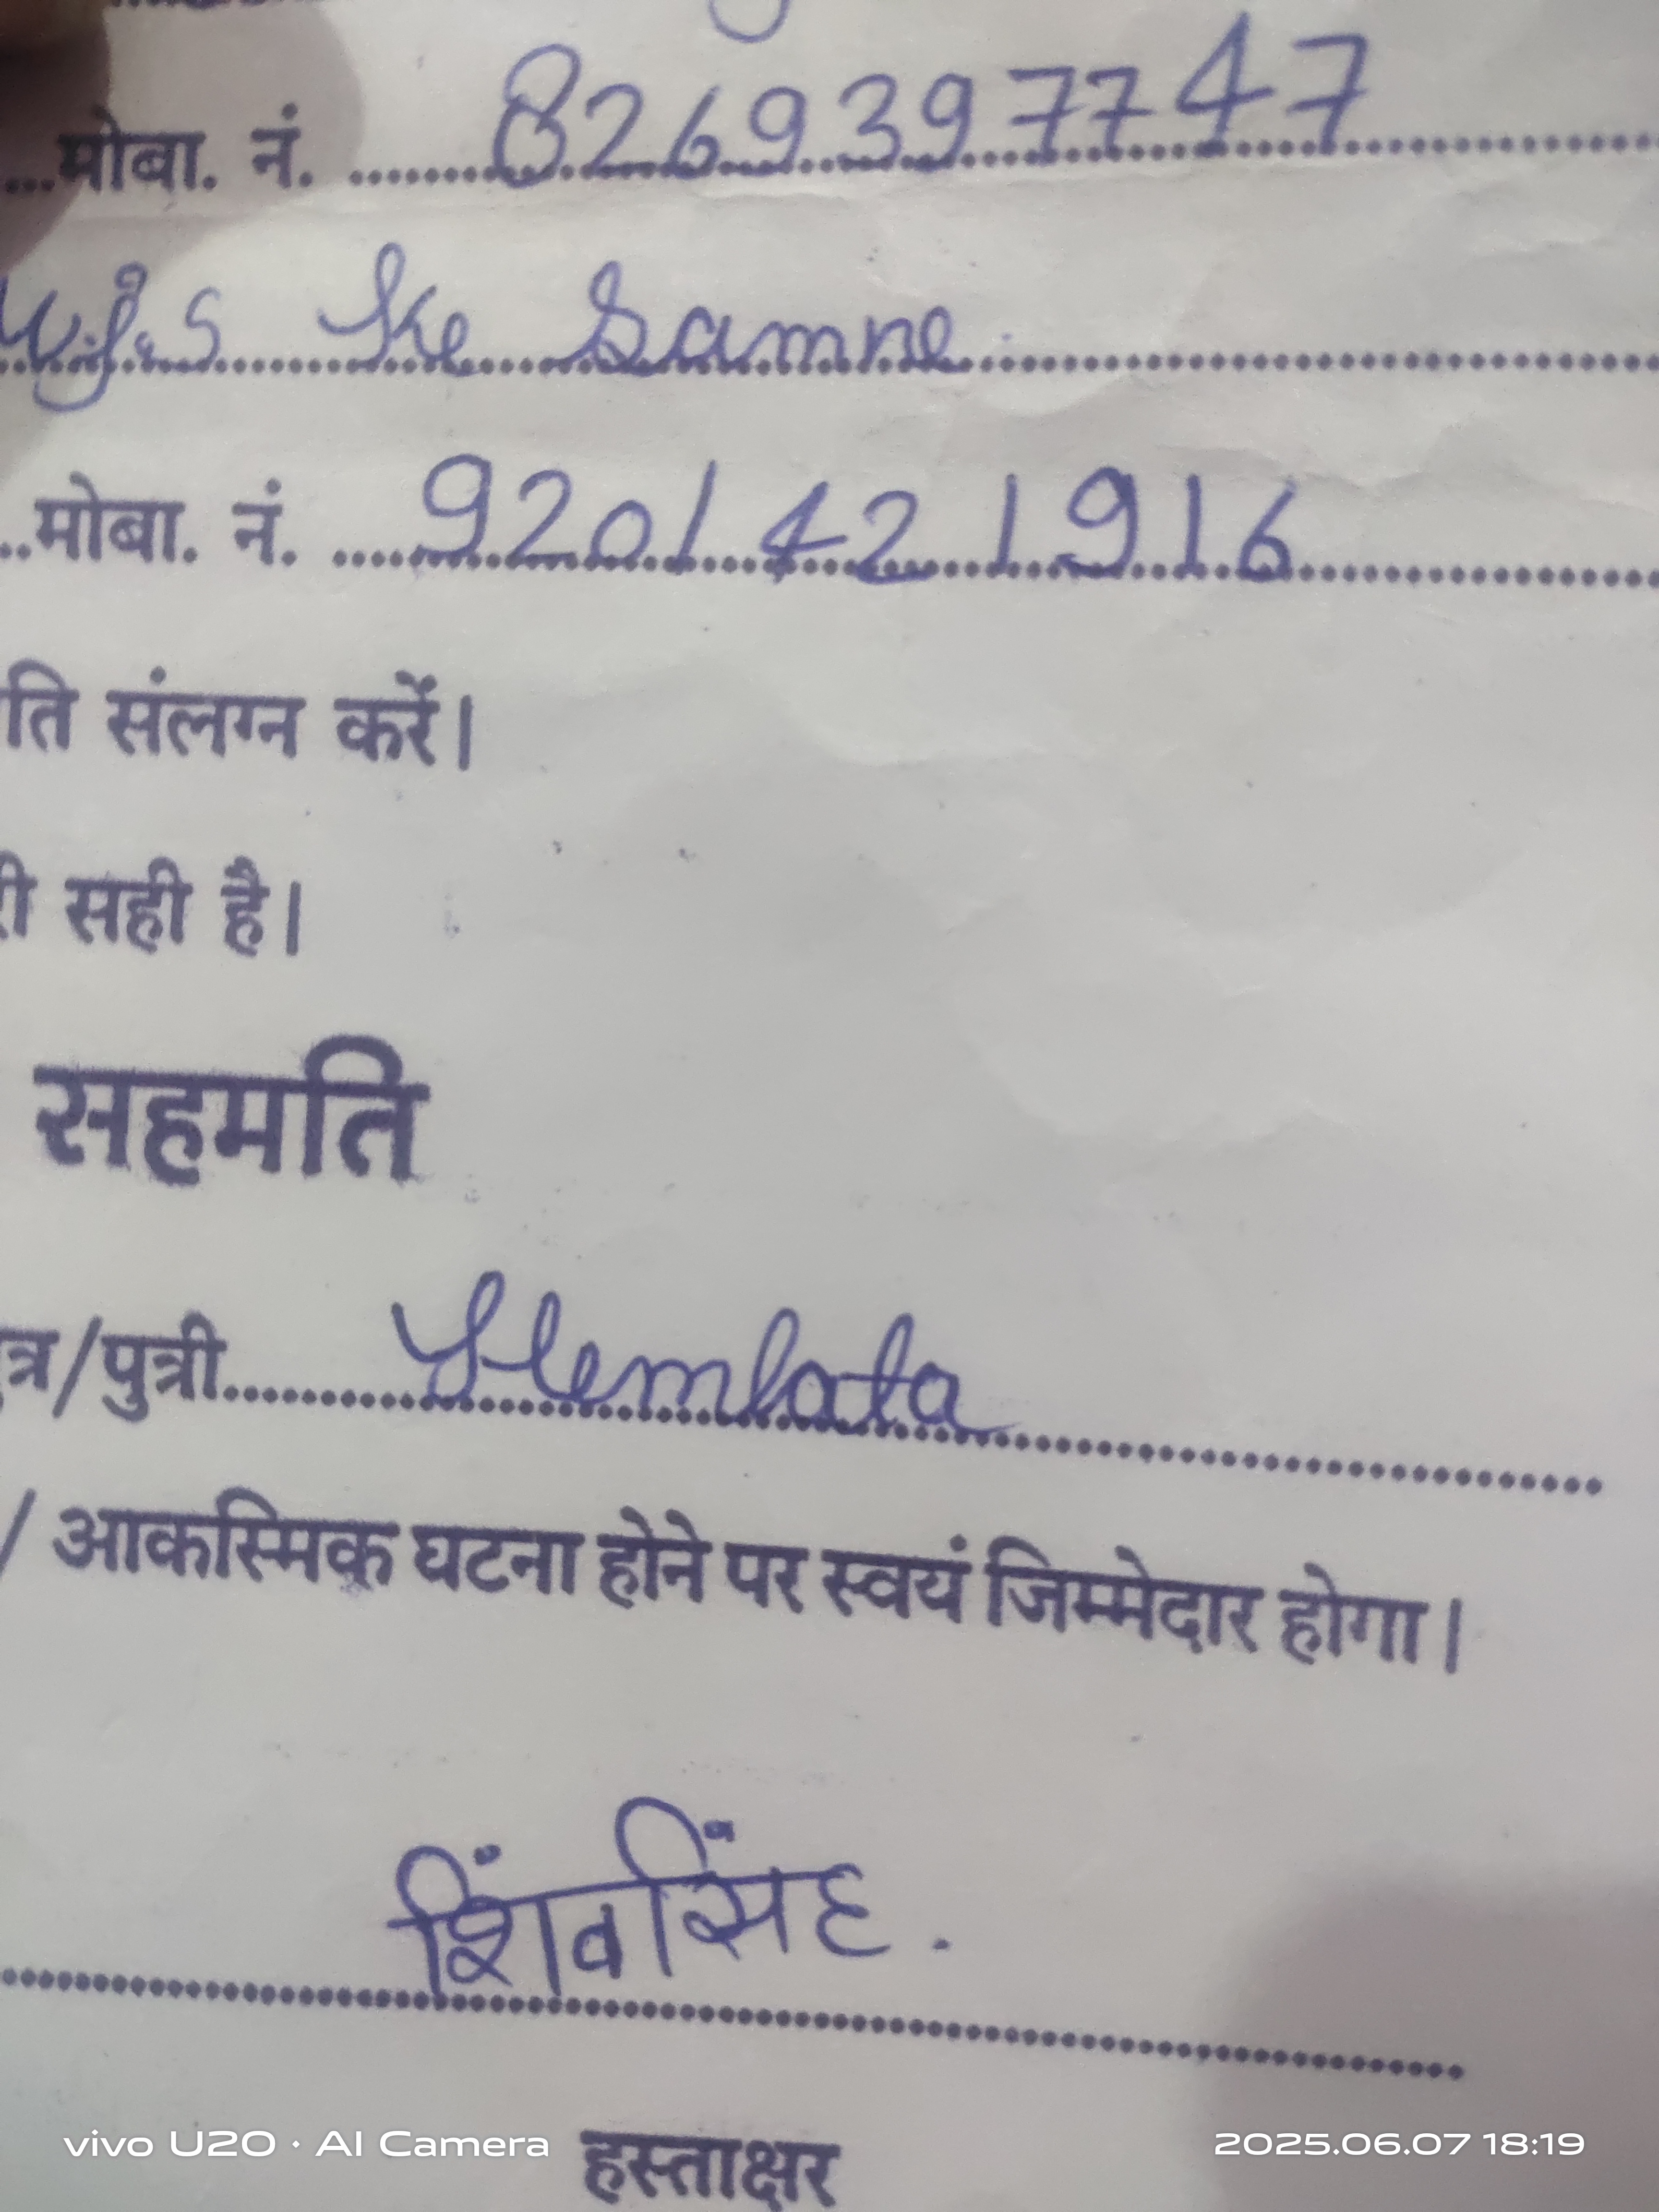 ...मोबा. नं. ........8269397747........
Ke Samne
..मोबा. नं. .....9201421916........
ति संलग्न करें।
सही है।
सहमति
त्र/पुत्री........Hemlata........
/ आकस्मिक घटना होने पर स्वयं जिम्मेदार होगा।
शिंवसिंह.
हस्ताक्षर
vivo U20 · AI Camera 2025.06.07 18:19